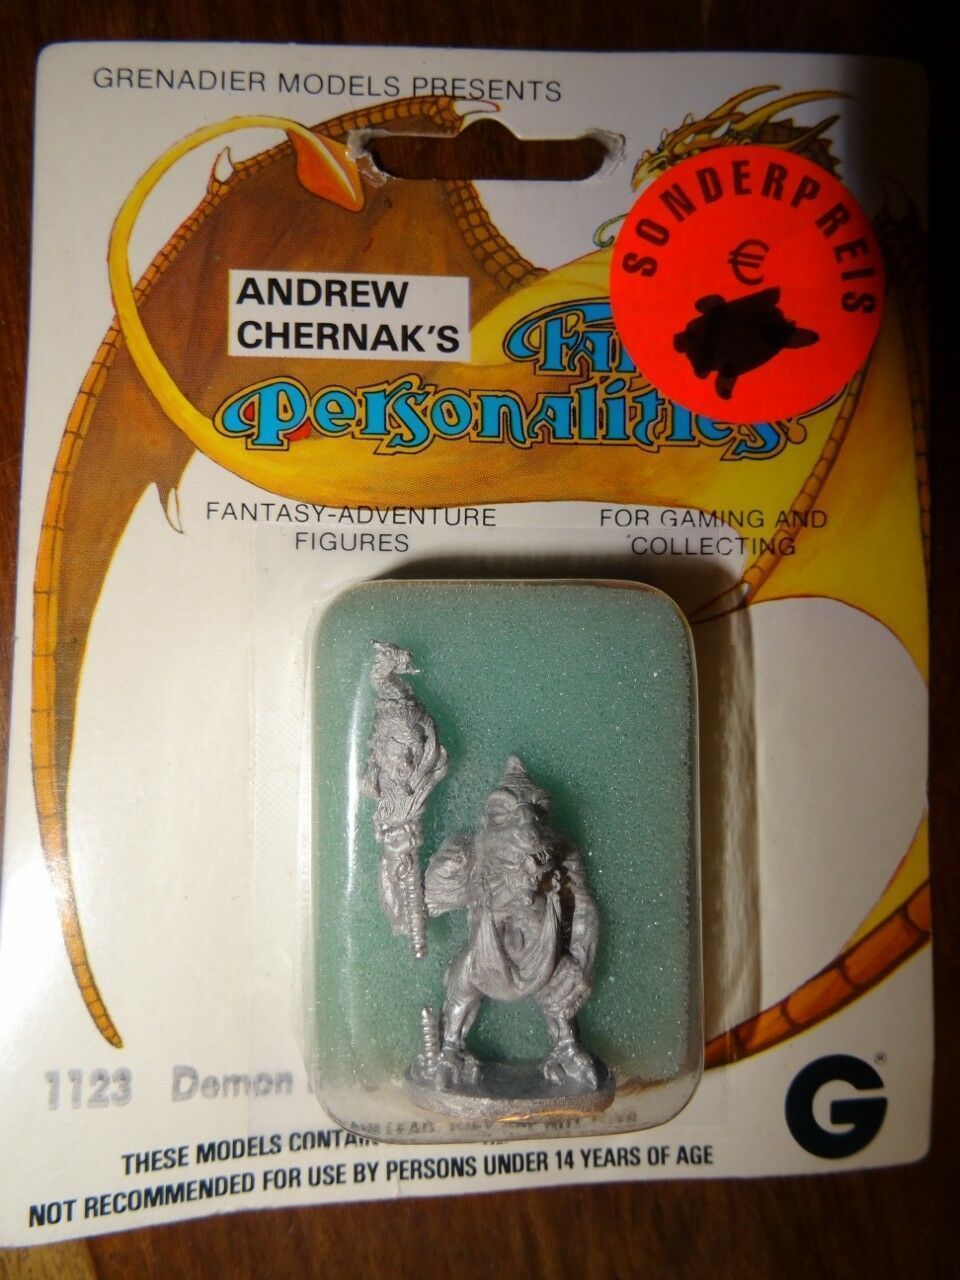 GRENADIER MODELS PRESENTS
SONDERPREIS
€
ANDREW
CHERNAK'S
Personalities
FANTASY-ADVENTURE
FIGURES
FOR GAMING AND
COLLECTING
1123 Demon
G
®
THESE MODELS CONTAIN LEAD
NOT RECOMMENDED FOR USE BY PERSONS UNDER 14 YEARS OF AGE